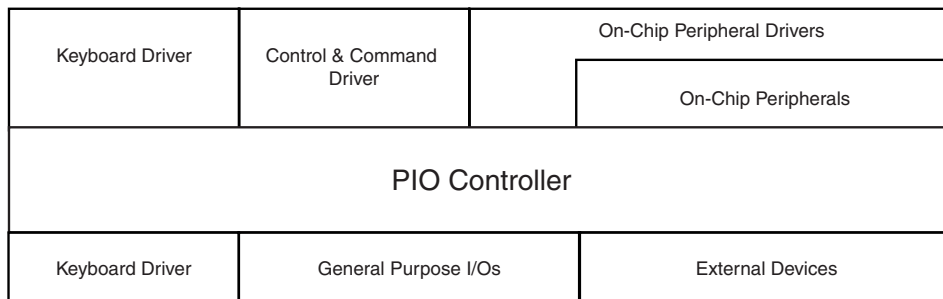 Keyboard Driver
Control & Command
Driver
On-Chip Peripheral Drivers
On-Chip Peripherals
PIO Controller
Keyboard Driver
General Purpose I/Os
External Devices